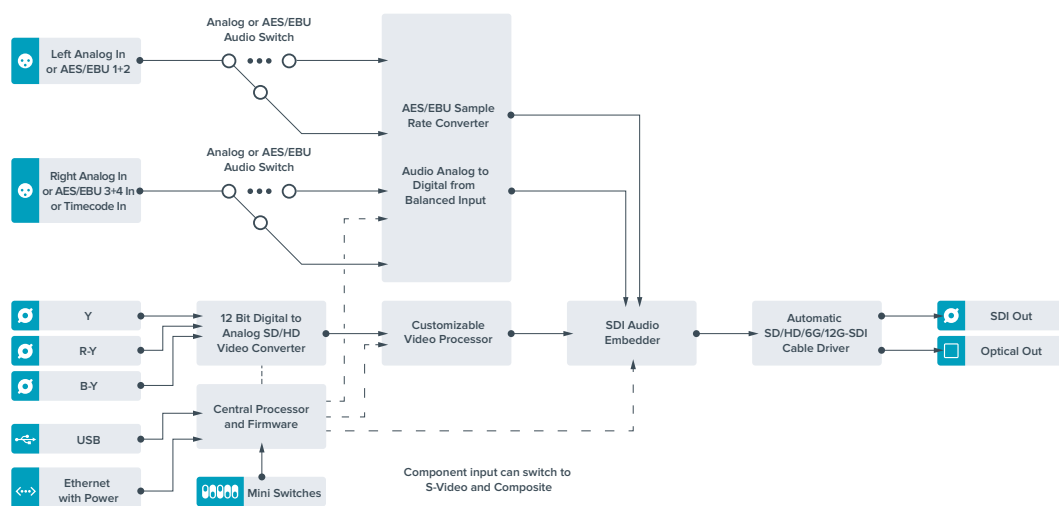 Analog or AES/EBU
Audio Switch
Left Analog In
or AES/EBU 1+2
AES/EBU Sample
Rate Converter
Analog or AES/EBU
Audio Switch
Right Analog In
or AES/EBU 3+4 In
or Timecode In
Audio Analog to
Digital from
Balanced Input
Y
R-Y
B-Y
12 Bit Digital to
Analog SD/HD
Video Converter
Customizable
Video Processor
SDI Audio
Embedder
Automatic
SD/HD/6G/12G-SDI
Cable Driver
SDI Out
Optical Out
Central Processor
and Firmware
USB
Ethernet
with Power
Mini Switches
Component input can switch to
S-Video and Composite